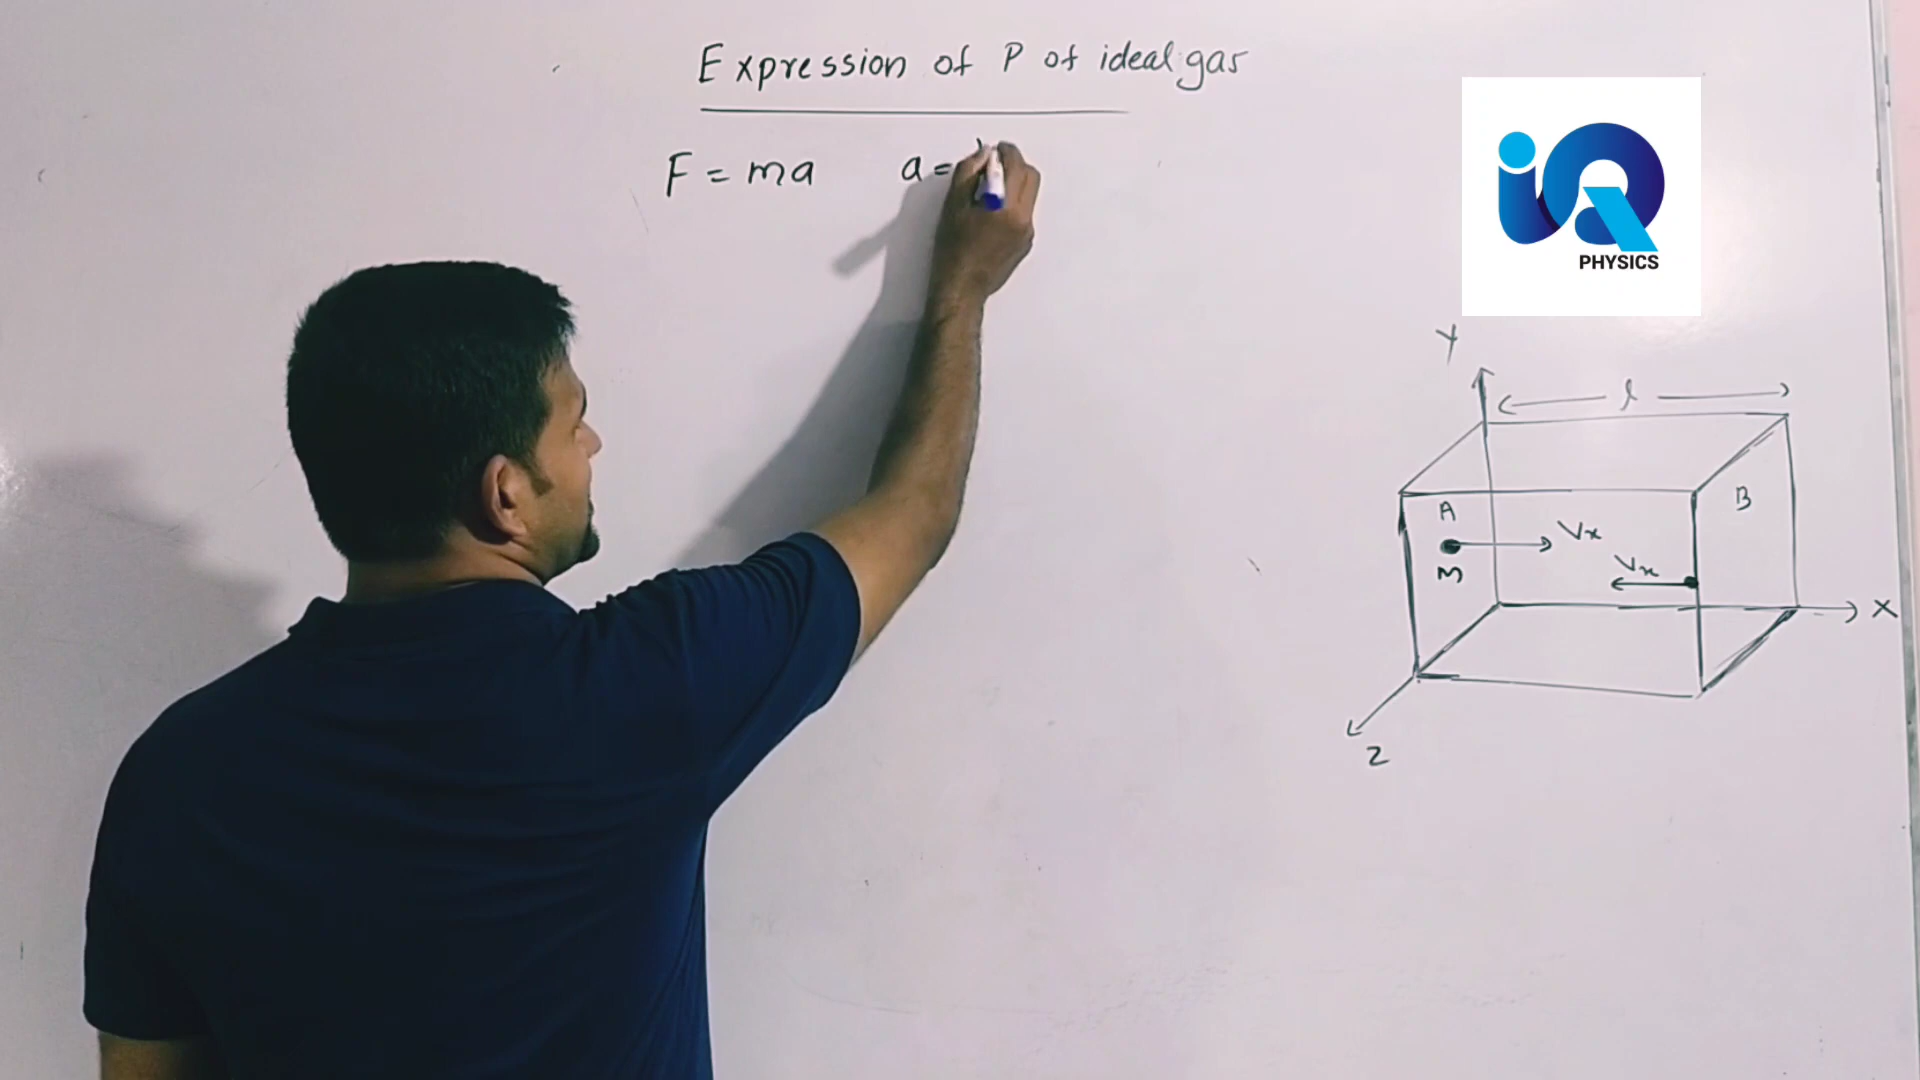 Expression of P of ideal gas
F = ma a =
iQ
PHYSICS
Y
l
A
B
Vx
m
Vx
X
Z